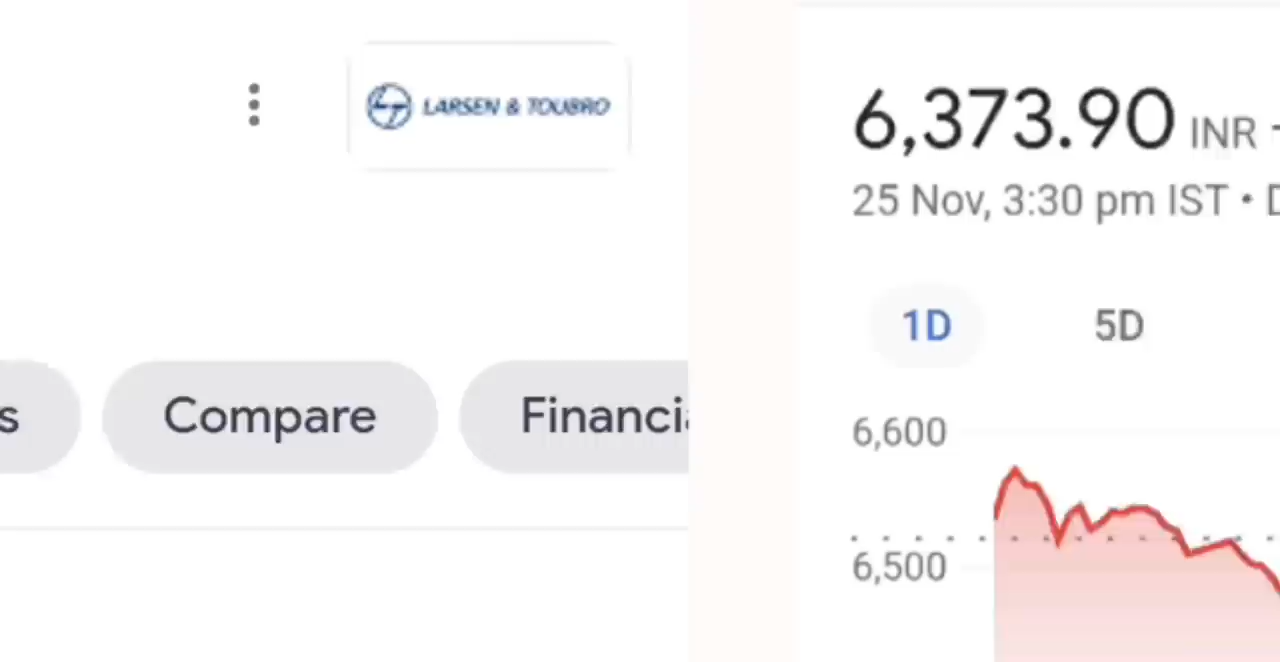 LARSEN & TOUBRO
s
Compare
Financi
6,373.90 INR
25 Nov, 3:30 pm IST •
1D
5D
6,600
6,500